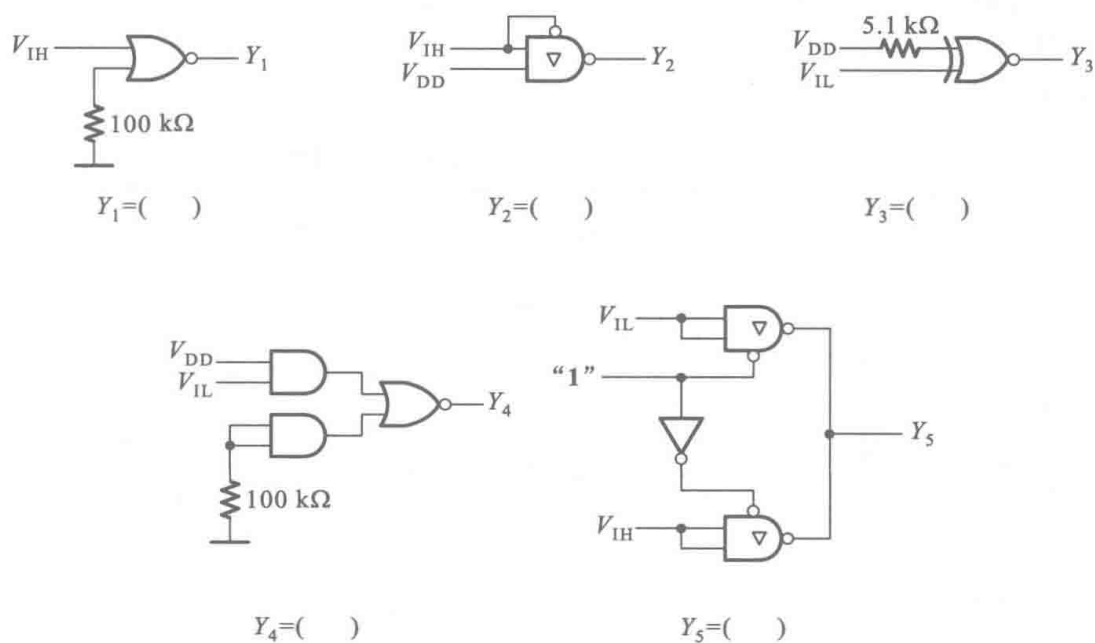 V_IH Y_1
100 kΩ
Y_1=( )
V_IH Y_2
V_DD
Y_2=( )
5.1 kΩ
V_DD Y_3
V_IL
Y_3=( )
V_DD
V_IL Y_4
100 kΩ
Y_4=( )
V_IL
“1”
Y_5
V_IH
Y_5=( )